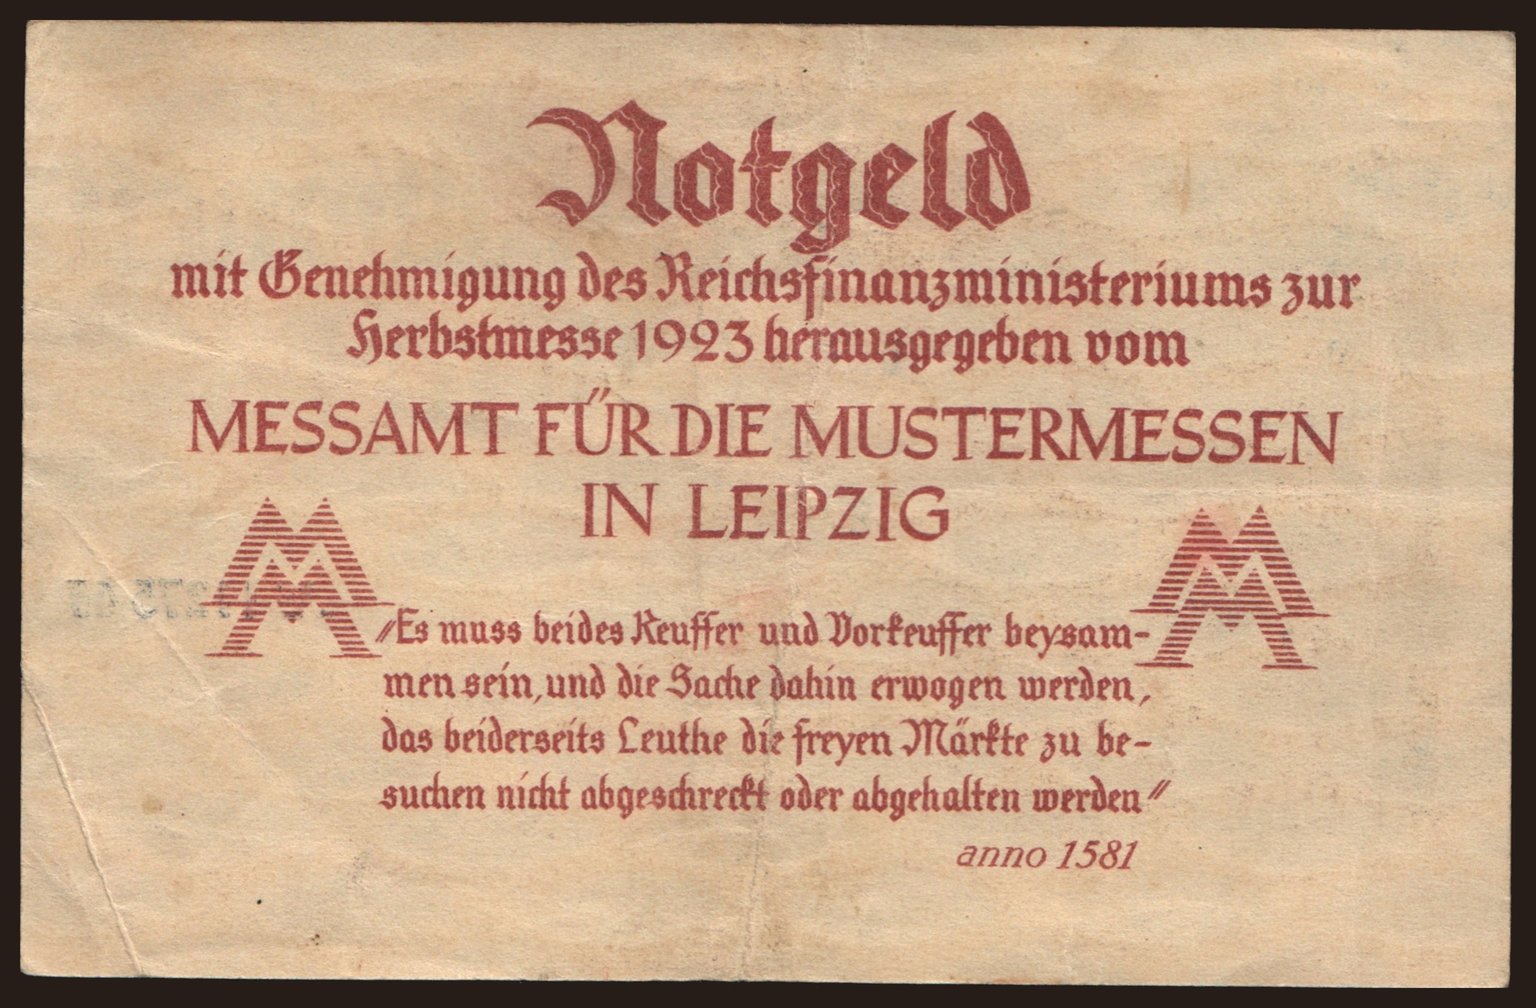 Notgeld
mit Genehmigung des Reichsfinanzministeriums zur
Herbstmesse 1923 herausgegeben vom
MESSAMT FÜR DIE MUSTERMESSEN
IN LEIPZIG
MM MM
"Es muss beides Keuffer und Vorkeuffer beysam-
men sein, und die Sache dahin erwogen werden,
das beiderseits Leuthe die freyen Märkte zu be-
suchen nicht abgeschreckt oder abgehalten werden"
anno 1581